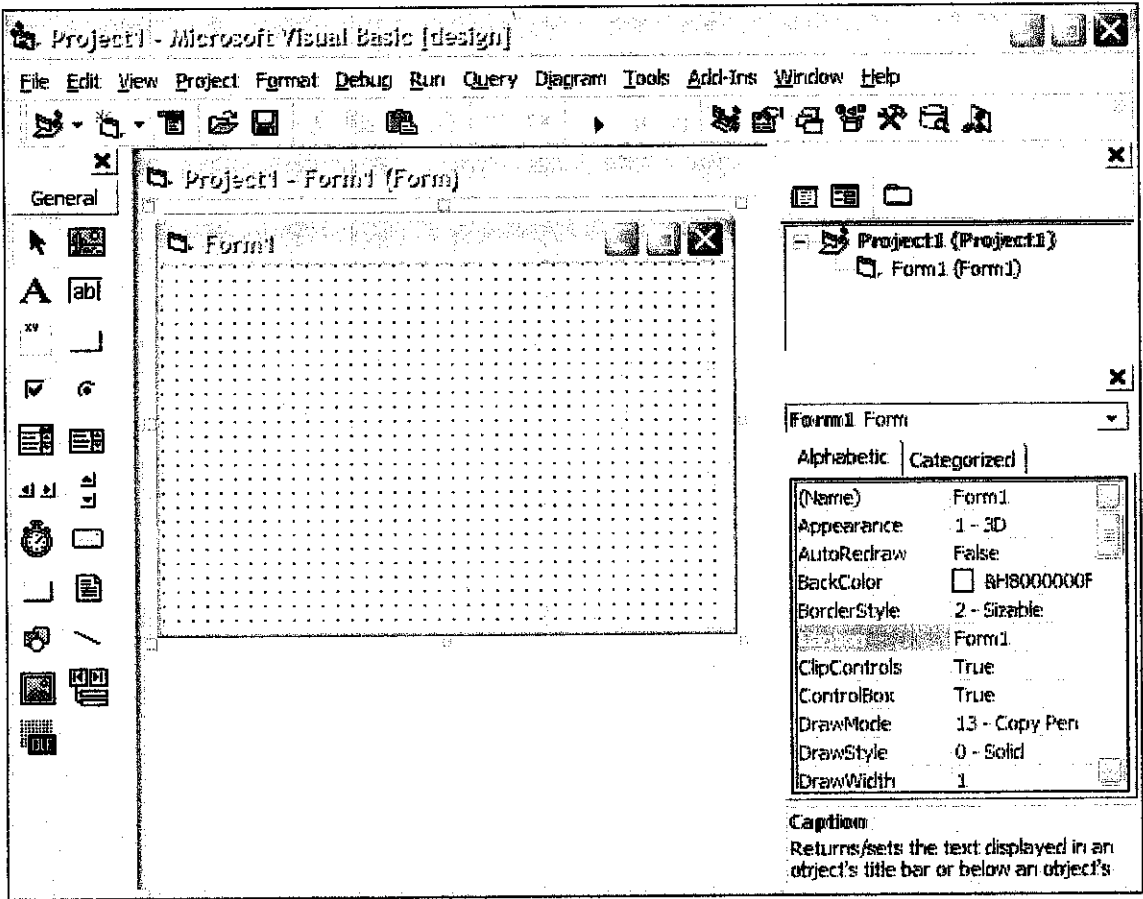 Project1 - Microsoft Visual Basic [design]
File Edit View Project Format Debug Run Query Diagram Tools Add-Ins Window Help
General
Project1 - Form1 (Form)
Form1
A
ab|
xy
OLE
Project1 (Project1)
Form1 (Form1)
Form1 Form
Alphabetic Categorized
(Name) Form1
Appearance 1 - 3D
AutoRedraw False
BackColor &H8000000F
BorderStyle 2 - Sizable
Form1
ClipControls True
ControlBox True
DrawMode 13 - Copy Pen
DrawStyle 0 - Solid
DrawWidth 1
Caption
Returns/sets the text displayed in an
object's title bar or below an object's